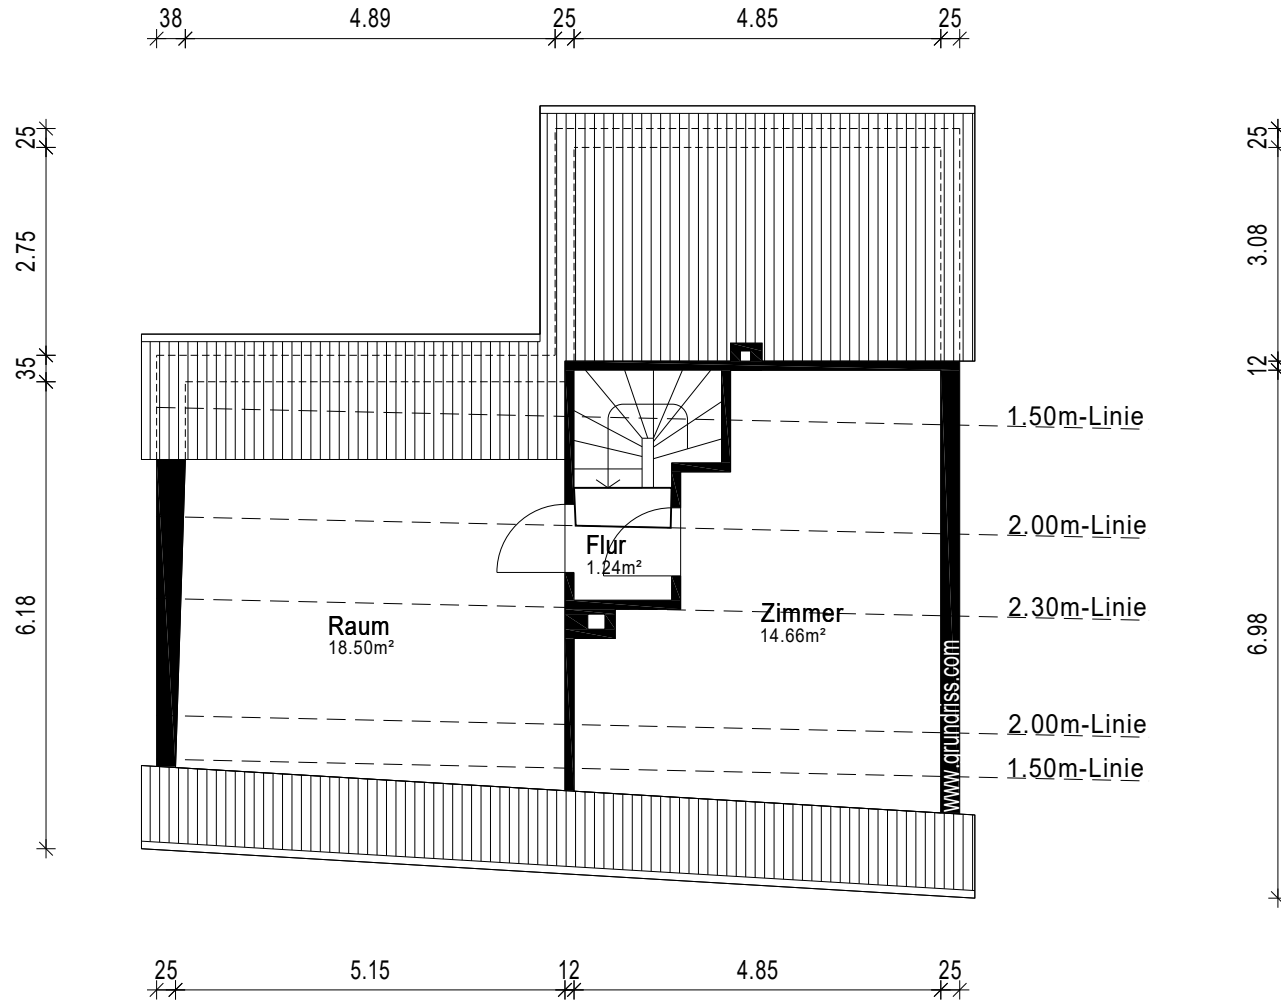 38 4.89 25 4.85 25
25
2.75
35
6.18
25
3.08
12
6.98
1.50m-Linie
2.00m-Linie
Flur
1.24m²
2.30m-Linie
Zimmer
14.66m²
Raum
18.50m²
www.grundriss.com
2.00m-Linie
1.50m-Linie
25 5.15 12 4.85 25